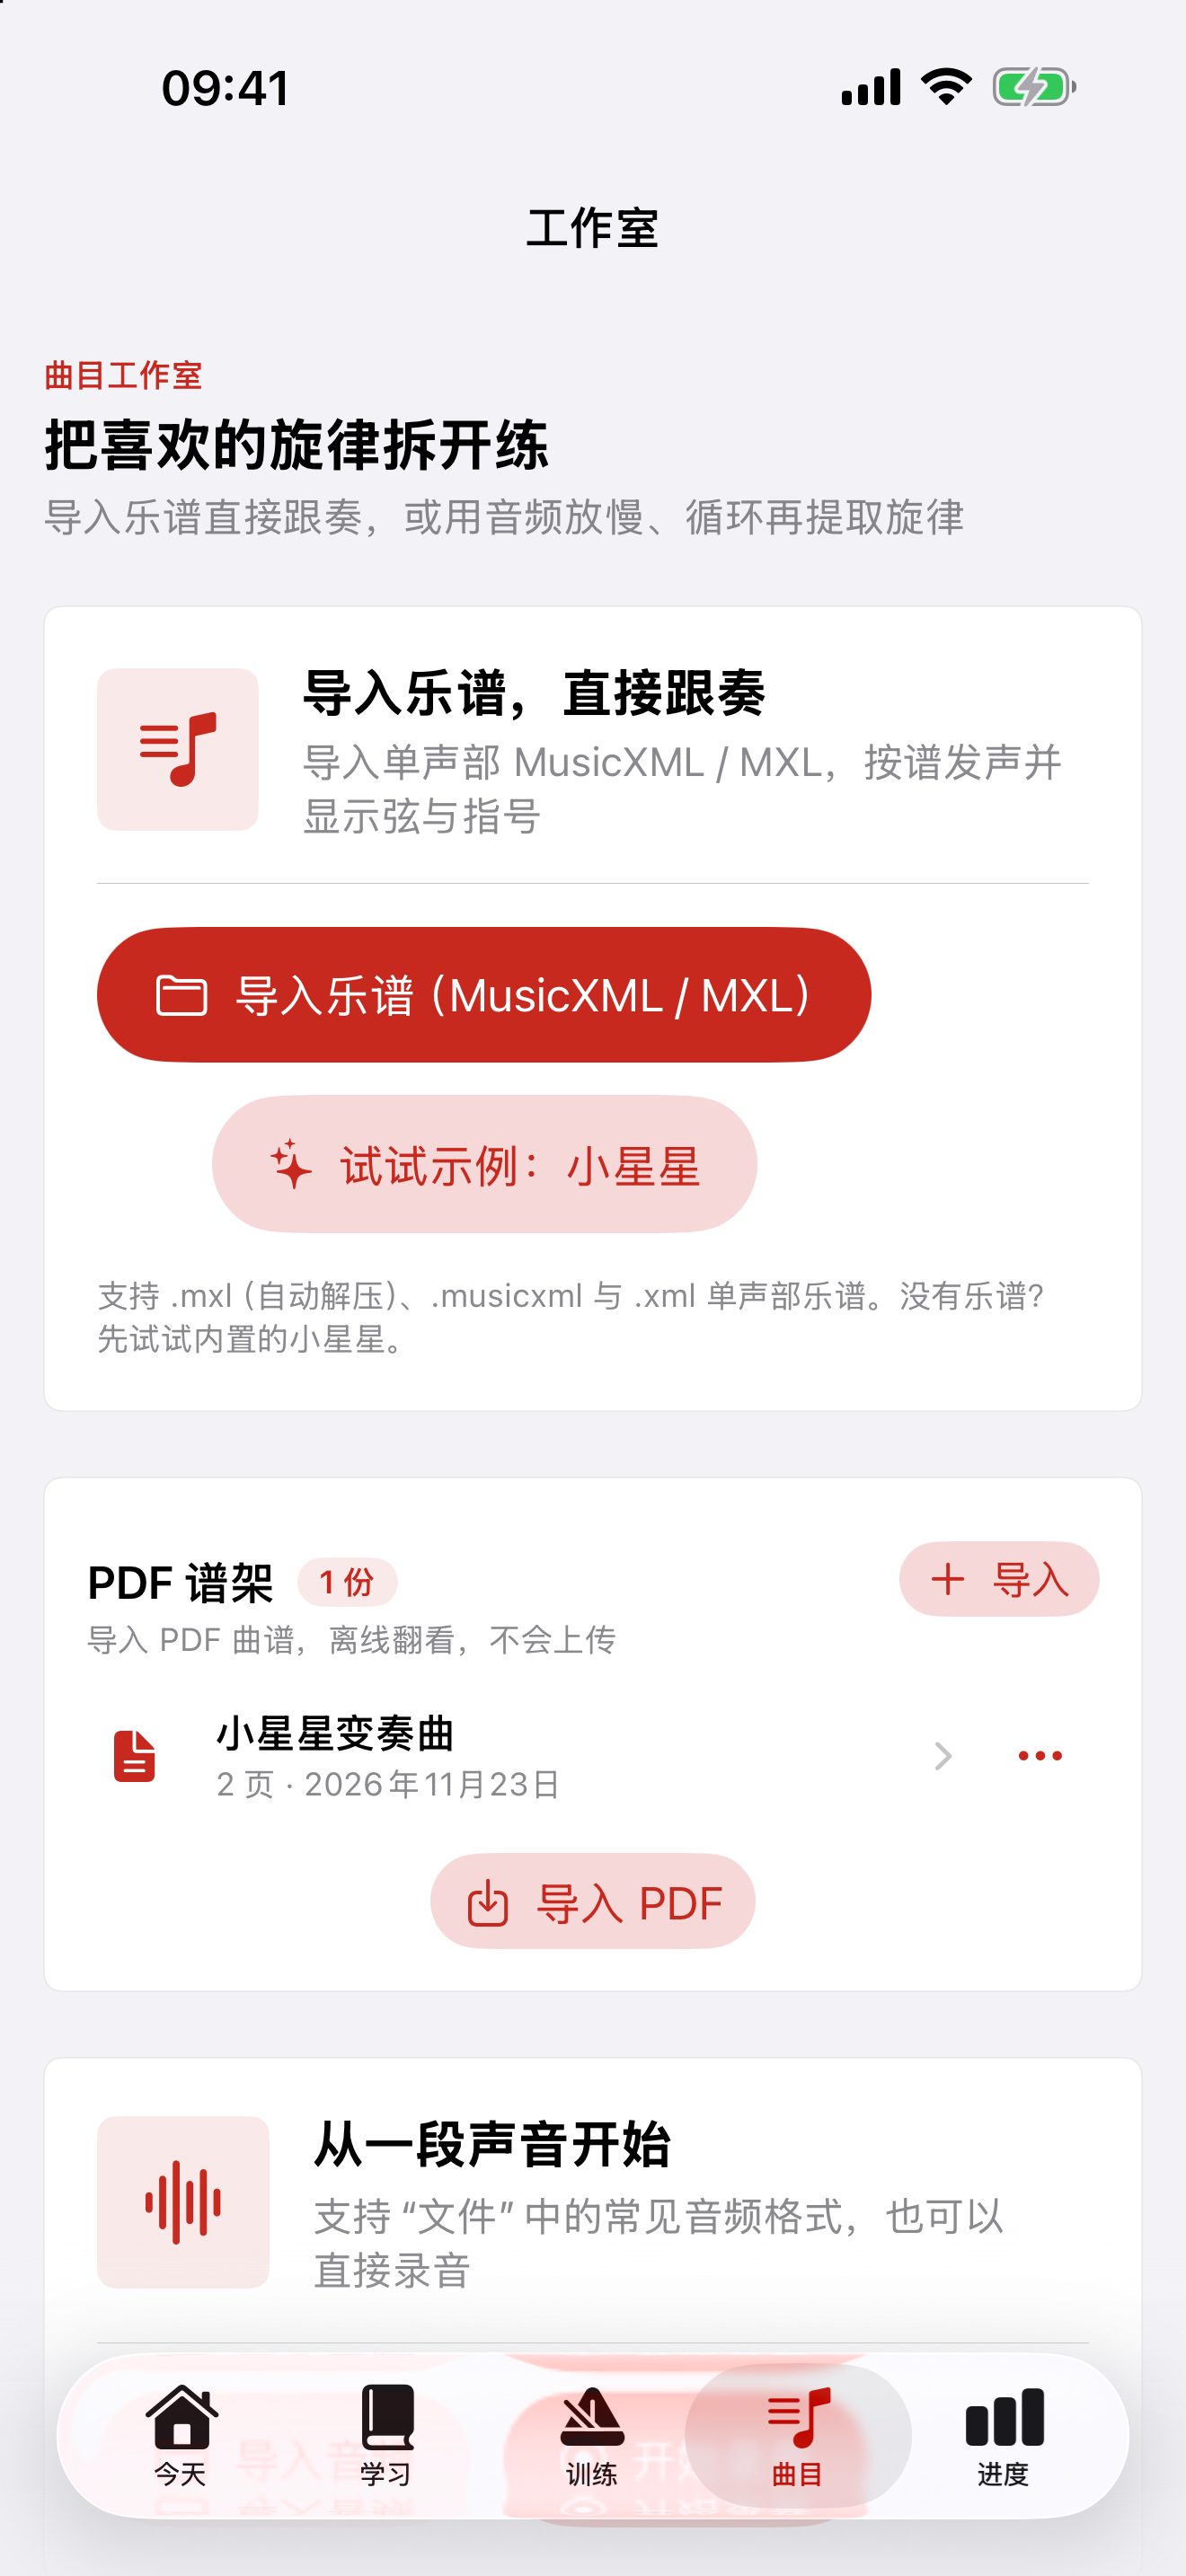 09:41
工作室
曲目工作室
把喜欢的旋律拆开练
导入乐谱直接跟奏，或用音频放慢、循环再提取旋律
导入乐谱，直接跟奏
导入单声部 MusicXML / MXL，按谱发声并
显示弦与指号
导入乐谱（MusicXML / MXL）
试试示例：小星星
支持 .mxl（自动解压）、.musicxml 与 .xml 单声部乐谱。没有乐谱？
先试试内置的小星星。
PDF 谱架
1 份
导入
导入 PDF 曲谱，离线翻看，不会上传
小星星变奏曲
2 页 · 2026年11月23日
导入 PDF
从一段声音开始
支持 “文件” 中的常见音频格式，也可以
直接录音
今天
学习
训练
曲目
进度